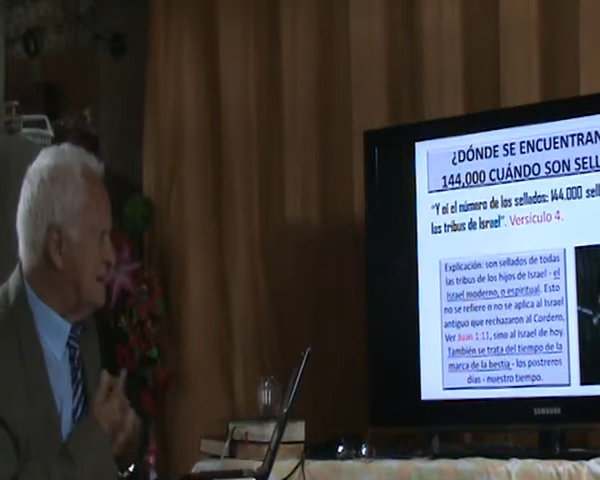 ¿DÓNDE SE ENCUENTRAN
144,000 CUÁNDO SON SELL
"Y oí el número de los sellados: 144.000 sell
las tribus de Israel". Versículo 4.
Explicación: son sellados de todas
las tribus de los hijos de Israel - el
Israel moderno, o espiritual. Esto
no se refiere o no se aplica al Israel
antiguo que rechazaron al Cordero,
Ver Juan 1:11, sino al Israel de hoy.
También se trata del tiempo de la
marca de la bestia - los postreros
días - nuestro tiempo.
SAMSUNG